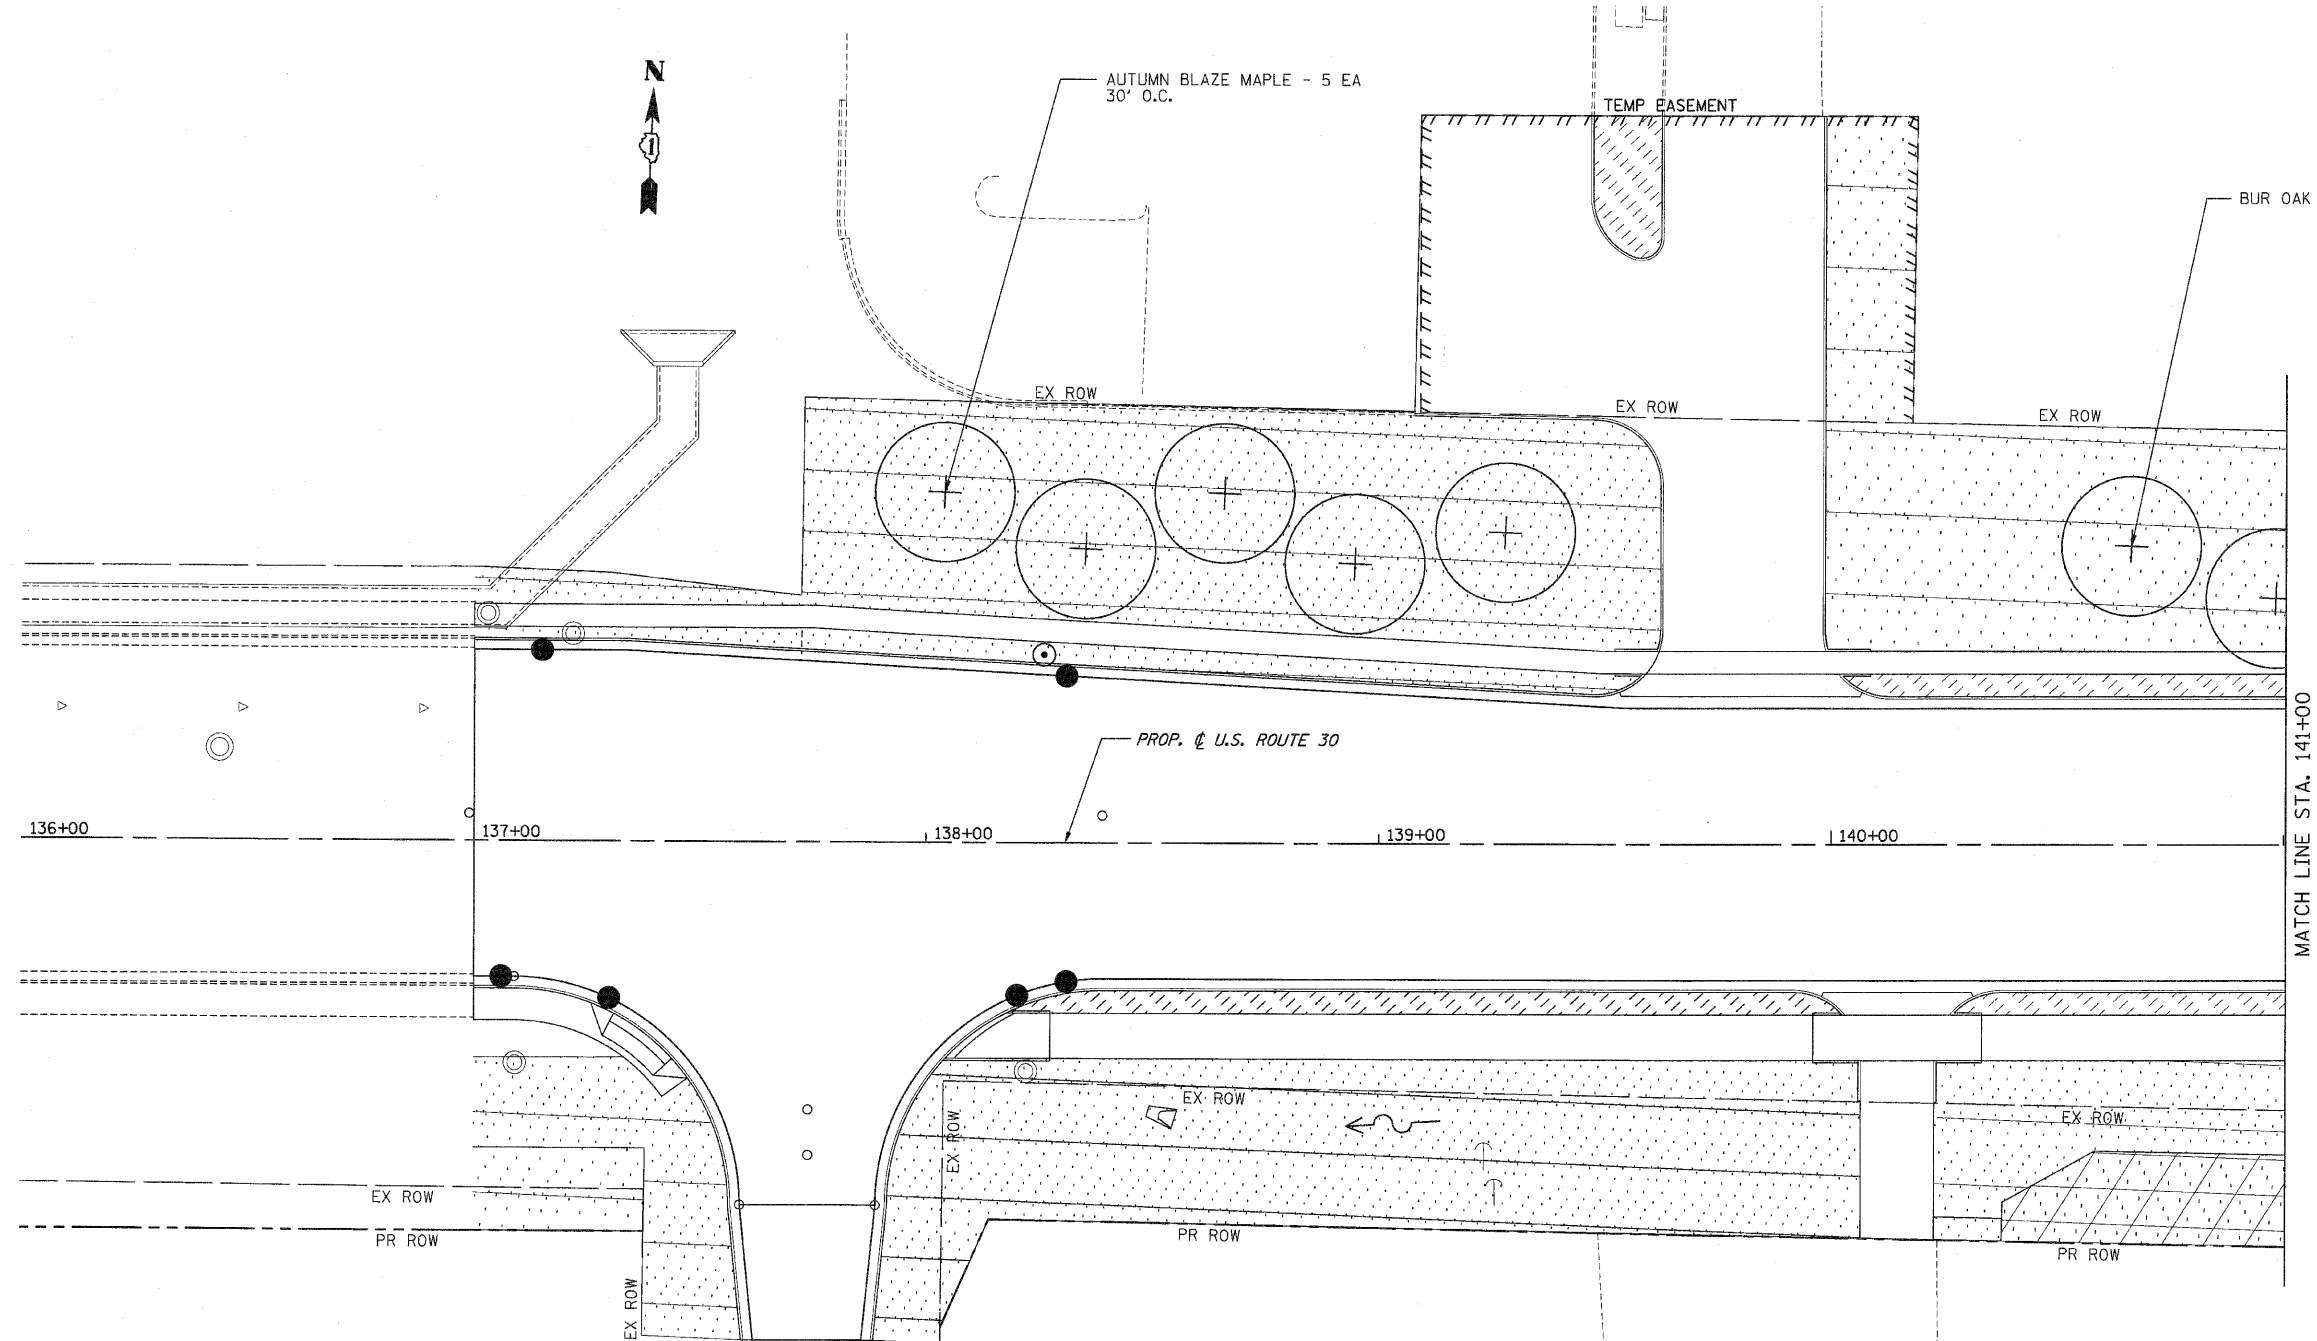 N
1
AUTUMN BLAZE MAPLE - 5 EA
30' O.C.
TEMP EASEMENT
BUR OAK
EX ROW
EX ROW
EX ROW
PROP. ℄ U.S. ROUTE 30
136+00
137+00
138+00
139+00
140+00
MATCH LINE STA. 141+00
EX ROW
EX ROW
EX ROW
EX ROW
PR ROW
PR ROW
PR ROW
EX ROW